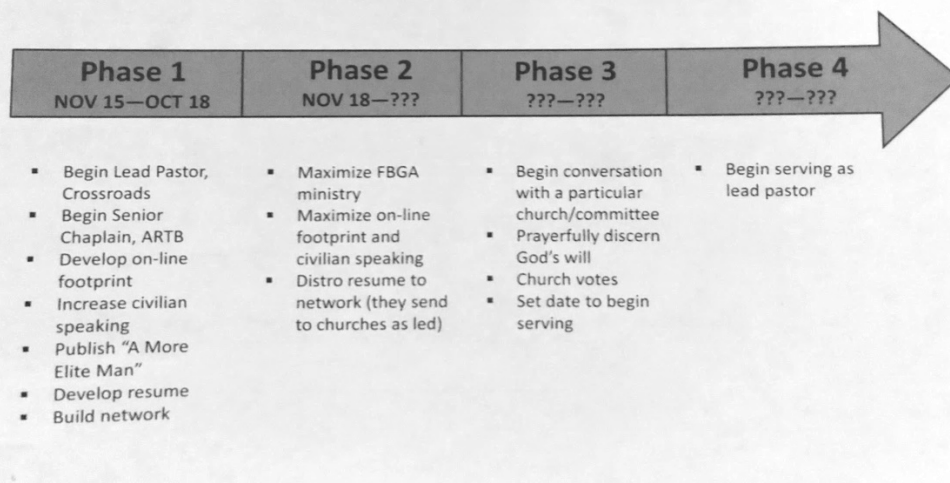 Phase 1
NOV 15—OCT 18
Phase 2
NOV 18—???
Phase 3
???—???
Phase 4
???—???
▪ Begin Lead Pastor,
Crossroads
▪ Begin Senior
Chaplain, ARTB
▪ Develop on-line
footprint
▪ Increase civilian
speaking
▪ Publish “A More
Elite Man”
▪ Develop resume
▪ Build network
▪ Maximize FBGA
ministry
▪ Maximize on-line
footprint and
civilian speaking
▪ Distro resume to
network (they send
to churches as led)
▪ Begin conversation
with a particular
church/committee
▪ Prayerfully discern
God’s will
▪ Church votes
▪ Set date to begin
serving
▪ Begin serving as
lead pastor